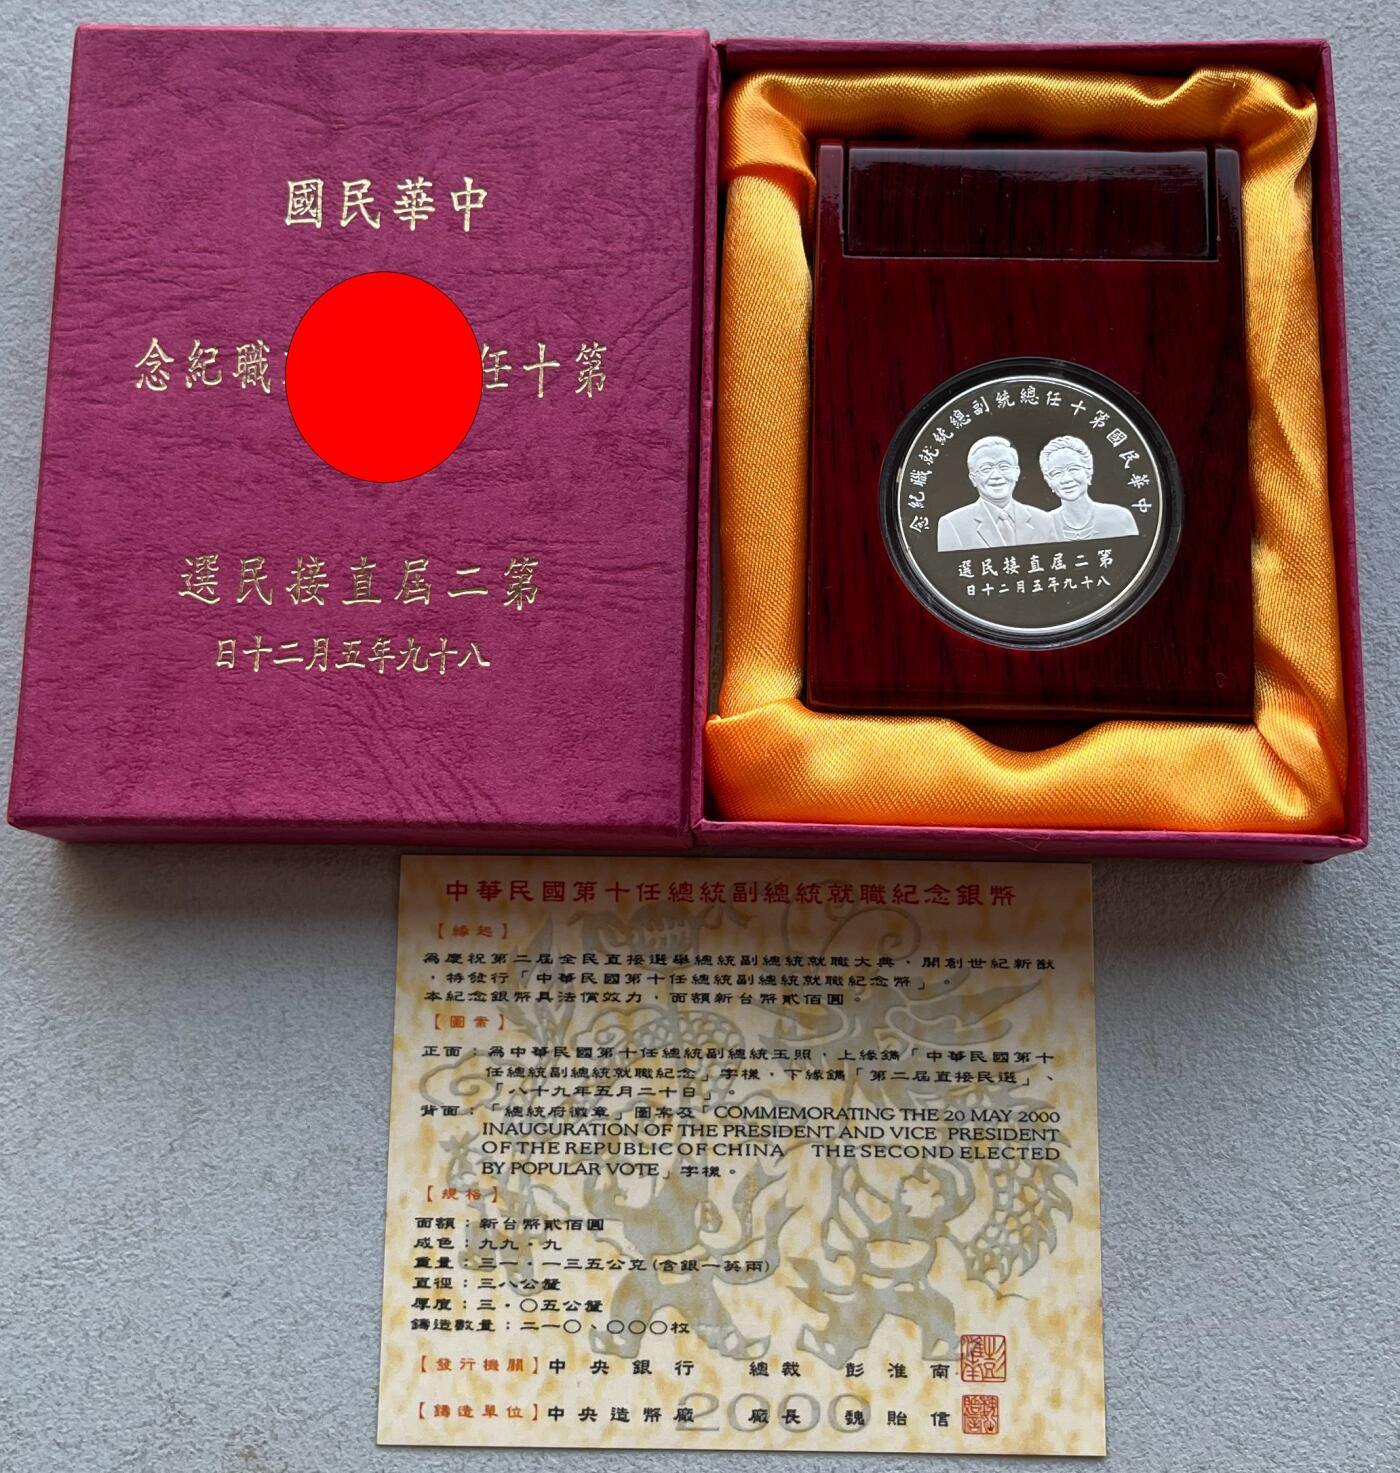 中華民國
第十任 職紀念
第二屆直接民選
八十九年五月二十日
中華民國第十任總統副總統就職紀念
第二屆直接民選
八十九年五月二十日
中華民國第十任總統副總統就職紀念銀幣
【緣起】
為慶祝第二屆全民直接選舉總統副總統就職大典，開創世紀新猷
，特發行「中華民國第十任總統副總統就職紀念幣」。
本紀念銀幣具法償效力，面額新台幣貳佰圓。
【圖案】
正面：為中華民國第十任總統副總統玉照，上緣鐫「中華民國第十
任總統副總統就職紀念」字樣，下緣鐫「第二屆直接民選」、
「八十九年五月二十日」。
背面：「總統府徽章」圖案及「COMMEMORATING THE 20 MAY 2000
INAUGURATION OF THE PRESIDENT AND VICE PRESIDENT
OF THE REPUBLIC OF CHINA THE SECOND ELECTED
BY POPULAR VOTE」字樣。
【規格】
面額：新台幣貳佰圓
成色：九九．九
重量：三一．一三五公克(含銀一英兩)
直徑：三八公釐
厚度：三．〇五公釐
鑄造數量：二一〇、〇〇〇枚
【發行機關】中央銀行 總裁 彭淮南
【鑄造單位】中央造幣廠 廠長 魏貽信
2000